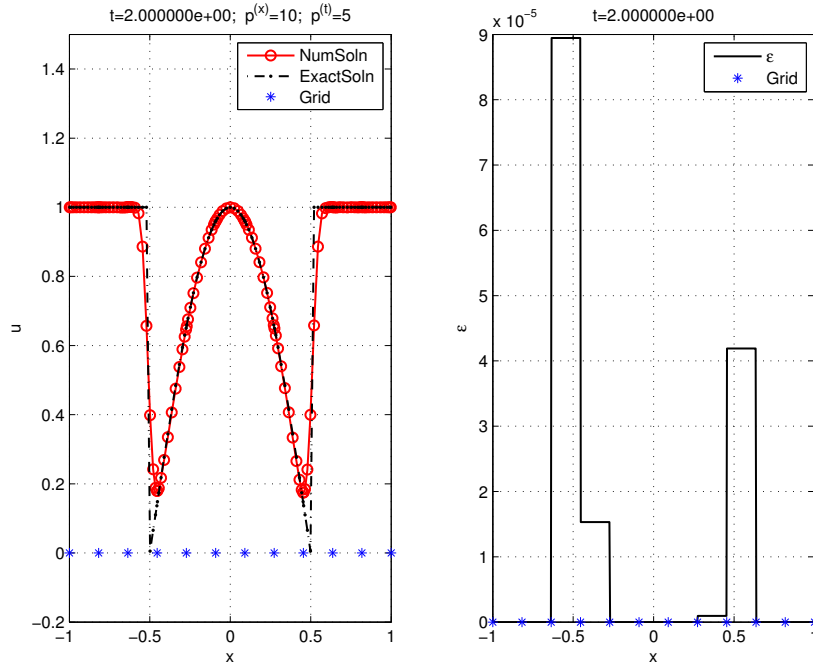 t=2.000000e+00; p^(x)=10; p^(t)=5
NumSoln
ExactSoln
Grid
1.4
1.2
1
0.8
0.6
0.4
0.2
0
−0.2
u
−1
−0.5
0
0.5
1
x
x 10^−5
t=2.000000e+00
ε
Grid
9
8
7
6
5
4
3
2
1
0
ε
−1
−0.5
0
0.5
1
x